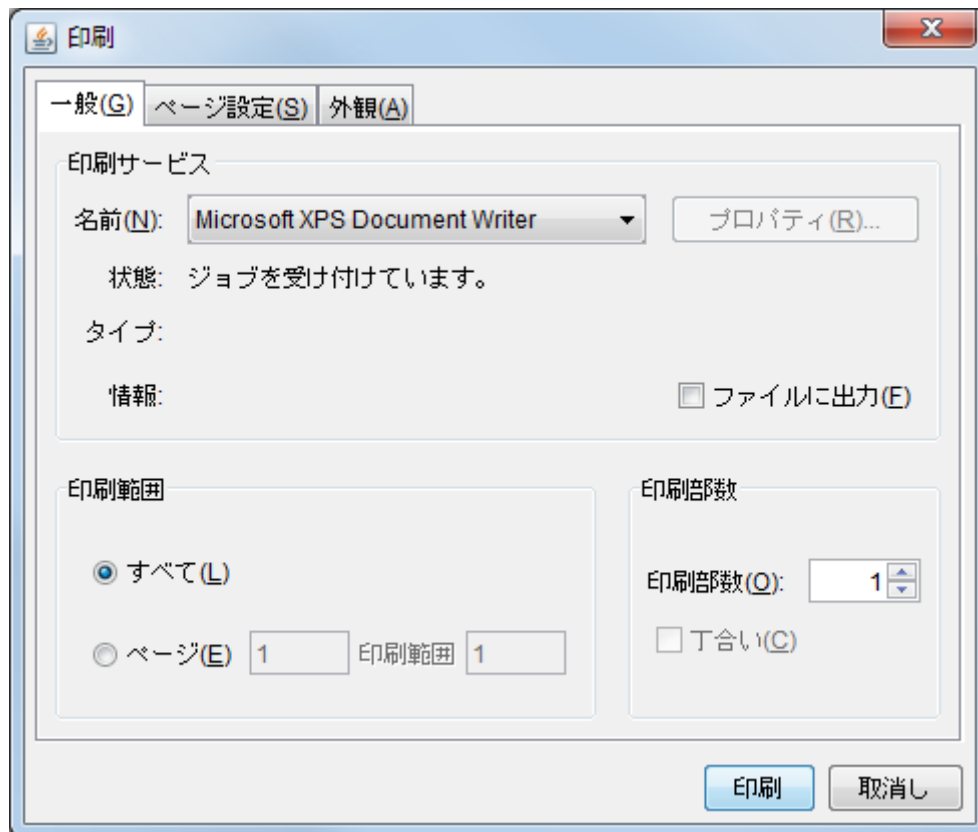 印刷
一般(G) ページ設定(S) 外観(A)
印刷サービス
名前(N): Microsoft XPS Document Writer プロパティ(R)...
状態: ジョブを受け付けています。
タイプ:
情報: ファイルに出力(F)
印刷範囲
すべて(L)
ページ(E) 1 印刷範囲 1
印刷部数
印刷部数(O): 1
丁合い(C)
印刷 取消し